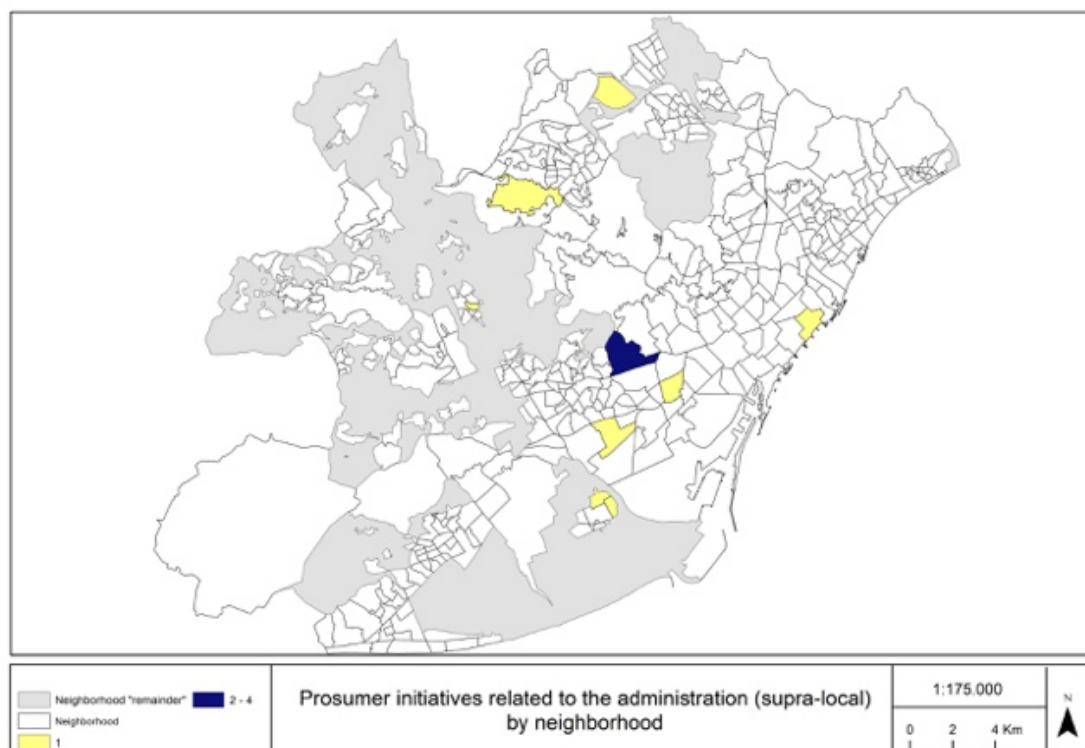 Neighborhood "remainder"
2 - 4
Neighborhood
1
Prosumer initiatives related to the administration (supra-local)
by neighborhood
1:175.000
0 2 4 Km
N